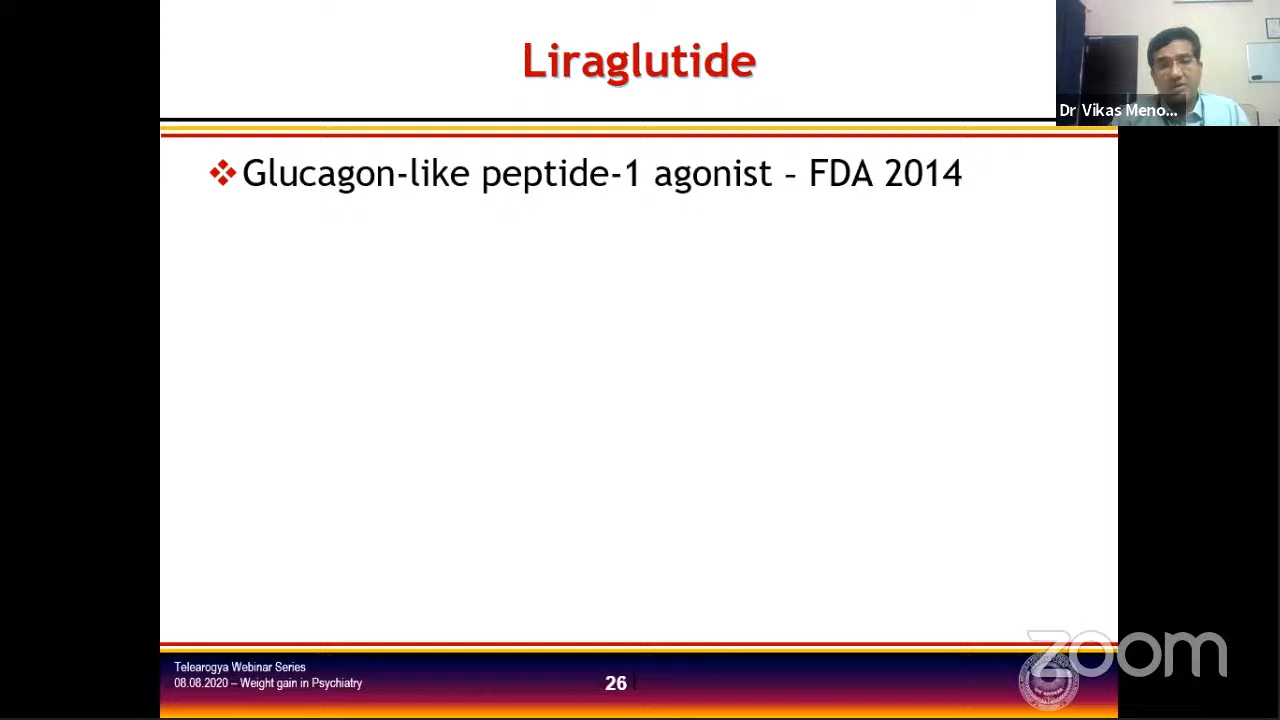 Liraglutide
Dr Vikas Meno...
❖Glucagon-like peptide-1 agonist – FDA 2014
Telearogya Webinar Series
08.08.2020 – Weight gain in Psychiatry
26
zoom